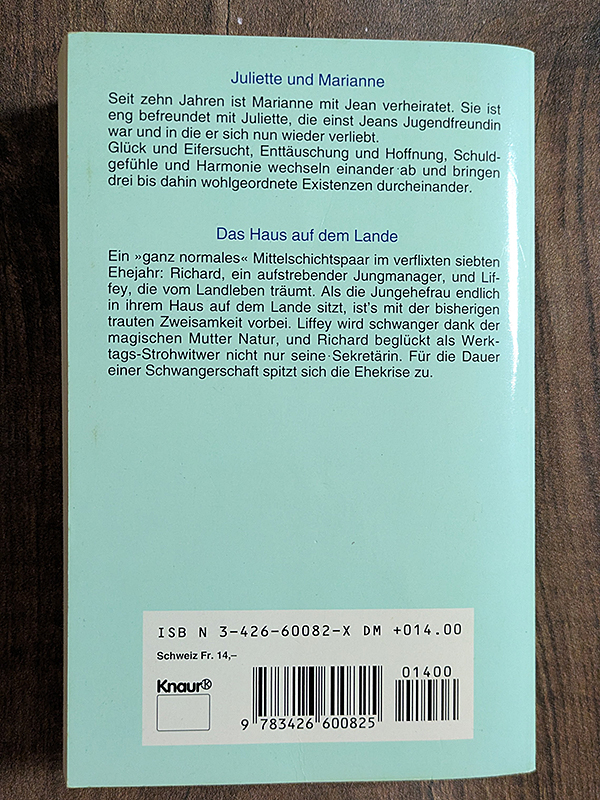 Juliette und Marianne
Seit zehn Jahren ist Marianne mit Jean verheiratet. Sie ist
eng befreundet mit Juliette, die einst Jeans Jugendfreundin
war und in die er sich nun wieder verliebt.
Glück und Eifersucht, Enttäuschung und Hoffnung, Schuld-
gefühle und Harmonie wechseln einander ab und bringen
drei bis dahin wohlgeordnete Existenzen durcheinander.
Das Haus auf dem Lande
Ein »ganz normales« Mittelschichtspaar im verflixten siebten
Ehejahr: Richard, ein aufstrebender Jungmanager, und Lif-
fey, die vom Landleben träumt. Als die Jungehefrau endlich
in ihrem Haus auf dem Lande sitzt, ist's mit der bisherigen
trauten Zweisamkeit vorbei. Liffey wird schwanger dank der
magischen Mutter Natur, und Richard beglückt als Werk-
tags-Strohwitwer nicht nur seine Sekretärin. Für die Dauer
einer Schwangerschaft spitzt sich die Ehekrise zu.
ISBN 3-426-60082-X DM +014.00
Schweiz Fr. 14,–
01400
Knaur®
9 783426 600825